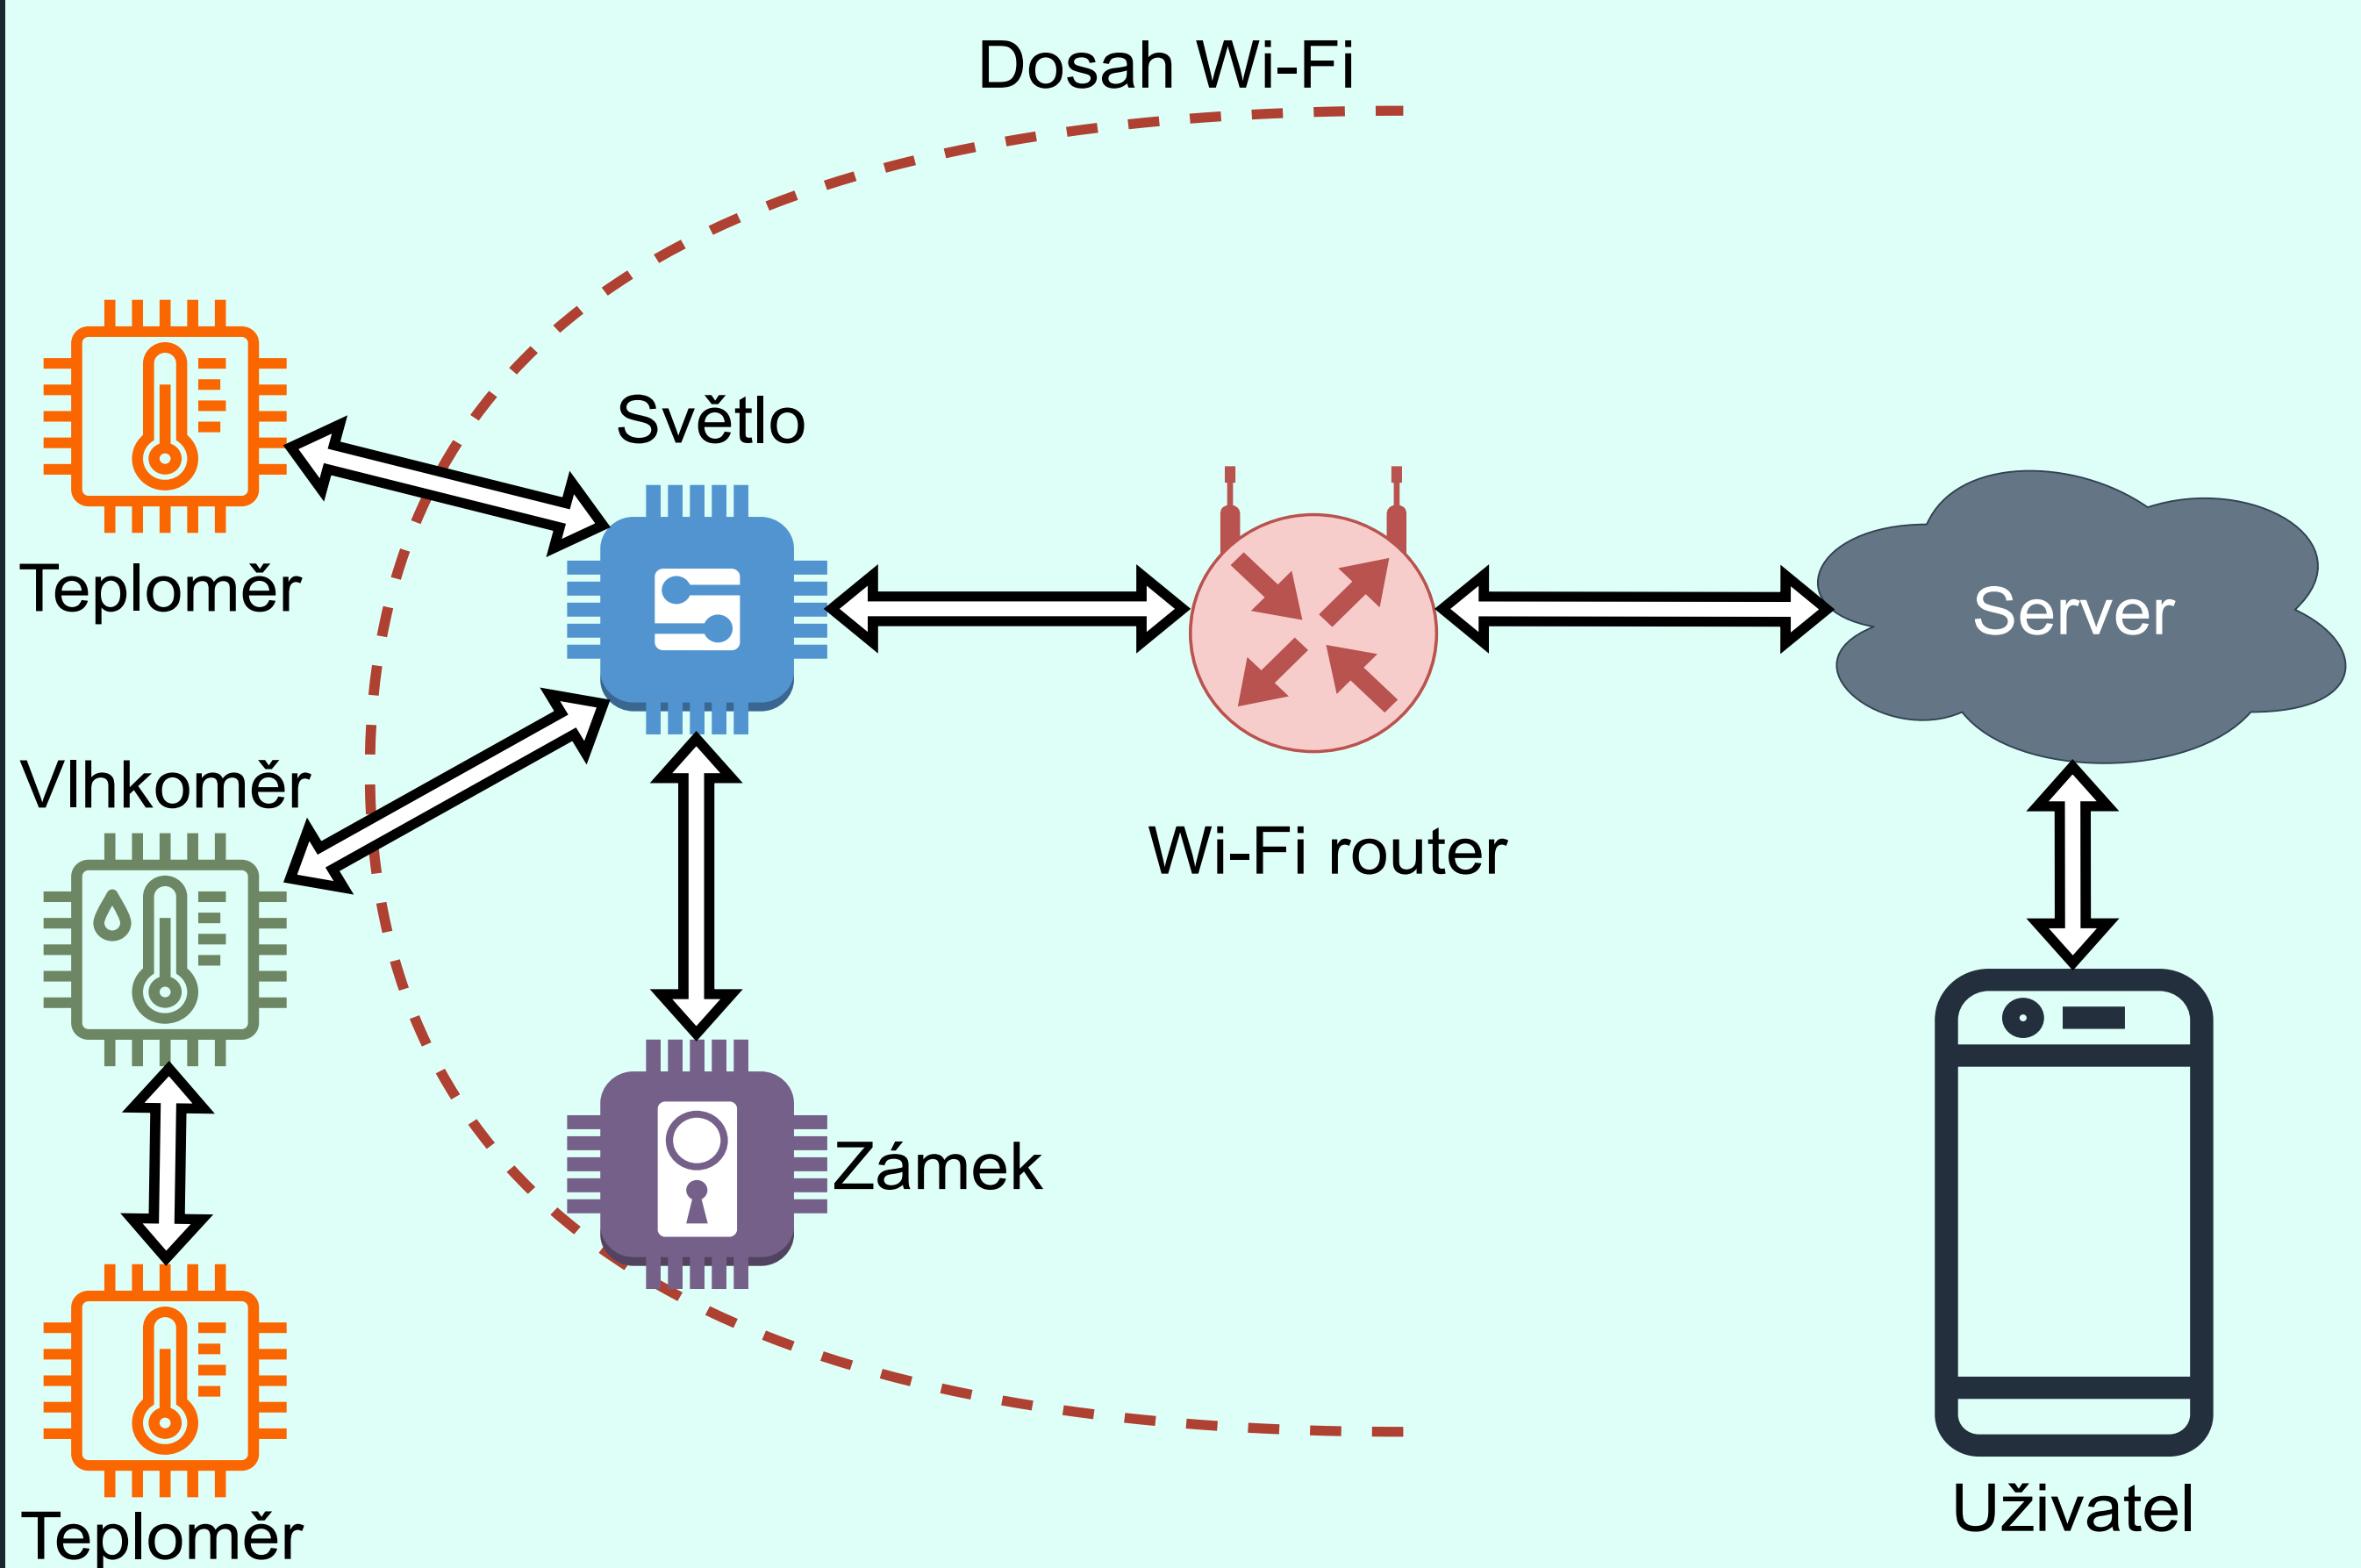 Dosah Wi-Fi
Světlo
Teploměr
Server
Vlhkoměr
Wi-Fi router
Zámek
Uživatel
Teploměr